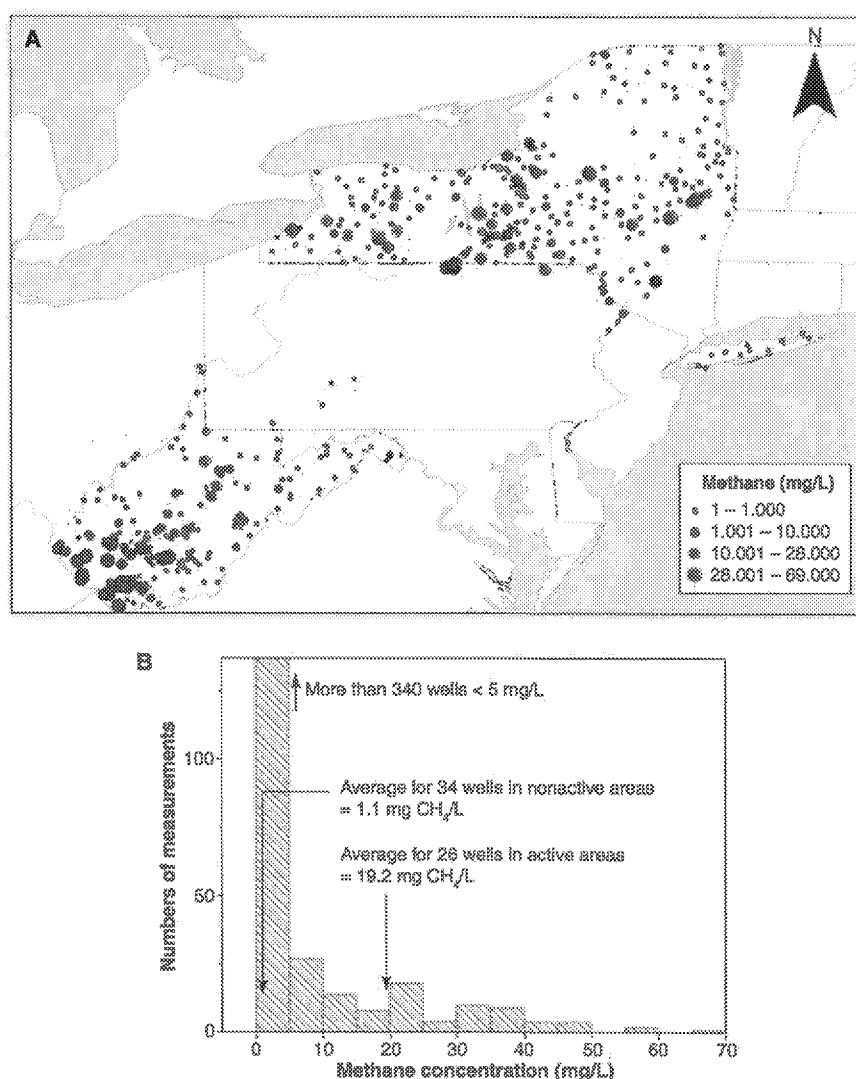 A
N
Methane (mg/L)
1 – 1.000
1.001 – 10.000
10.001 – 28.000
28.001 – 69.000
B
More than 340 wells < 5 mg/L
Average for 34 wells in nonactive areas
= 1.1 mg CH₄/L
Average for 26 wells in active areas
= 19.2 mg CH₄/L
Numbers of measurements
100
50
0
0 10 20 30 40 50 60 70
Methane concentration (mg/L)